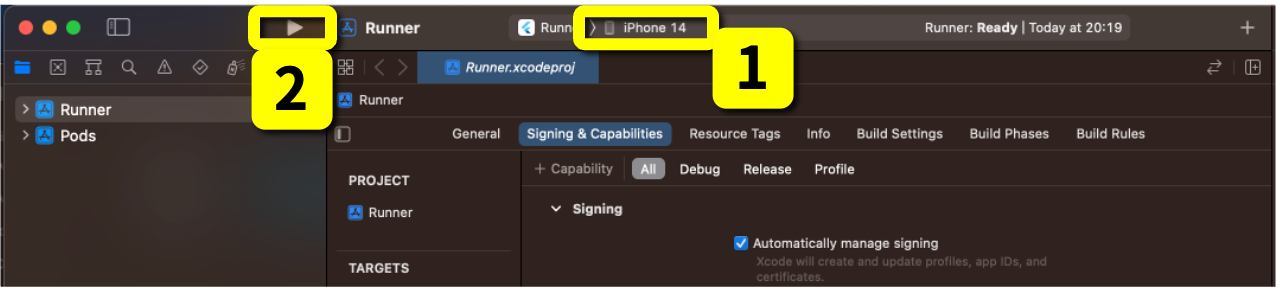 Runner
Runn
iPhone 14
Runner: Ready | Today at 20:19
1
2
Runner.xcodeproj
Runner
Pods
Runner
General
Signing & Capabilities
Resource Tags
Info
Build Settings
Build Phases
Build Rules
+ Capability
All
Debug
Release
Profile
PROJECT
Runner
TARGETS
Signing
Automatically manage signing
Xcode will create and update profiles, app IDs, and
certificates.